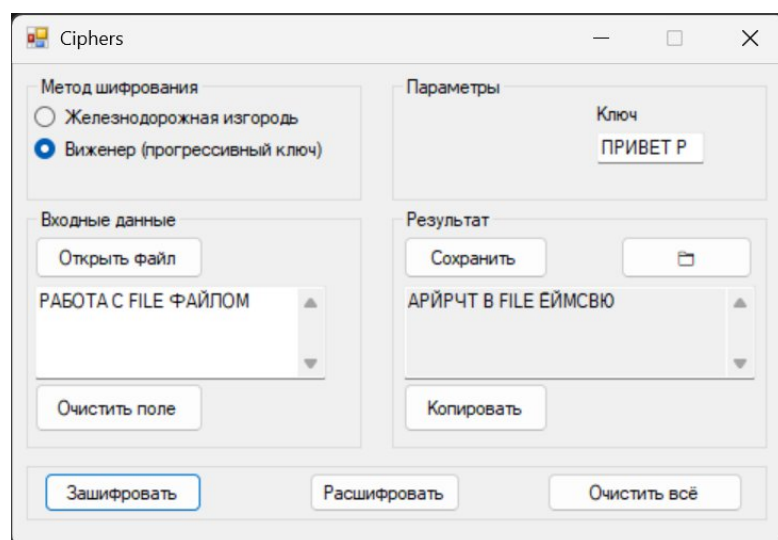 Ciphers
Метод шифрования
Железнодорожная изгородь
Виженер (прогрессивный ключ)
Параметры
Ключ
ПРИВЕТ Р
Входные данные
Открыть файл
РАБОТА С FILE ФАЙЛОМ
Очистить поле
Результат
Сохранить
АРЙРЧТ В FILE ЁЙМСВЮ
Копировать
Зашифровать
Расшифровать
Очистить всё